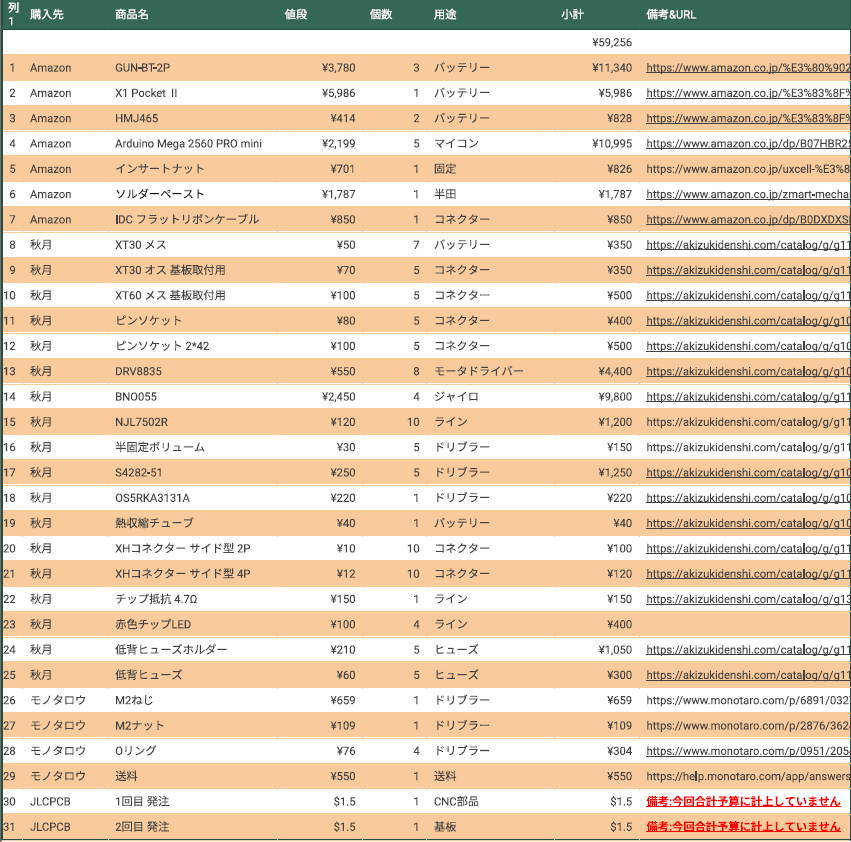 列1 購入先 商品名 値段 個数 用途 小計 備考&URL
¥59,256
1 Amazon GUN-BT-2P ¥3,780 3 バッテリー ¥11,340 https://www.amazon.co.jp/%E3%80%902
2 Amazon X1 Pocket Ⅱ ¥5,986 1 バッテリー ¥5,986 https://www.amazon.co.jp/%E3%83%8F%
3 Amazon HMJ465 ¥414 2 バッテリー ¥828 https://www.amazon.co.jp/%E3%83%8F%
4 Amazon Arduino Mega 2560 PRO mini ¥2,199 5 マイコン ¥10,995 https://www.amazon.co.jp/dp/B07HBR25
5 Amazon インサートナット ¥701 1 固定 ¥826 https://www.amazon.co.jp/uxcell-%E3%8
6 Amazon ソルダーペースト ¥1,787 1 半田 ¥1,787 https://www.amazon.co.jp/zmart-mecha
7 Amazon IDC フラットリボンケーブル ¥850 1 コネクター ¥850 https://www.amazon.co.jp/dp/B0DXDXS
8 秋月 XT30 メス ¥50 7 バッテリー ¥350 https://akizukidenshi.com/catalog/g/g11
9 秋月 XT30 オス 基板取付用 ¥70 5 コネクター ¥350 https://akizukidenshi.com/catalog/g/g11
10 秋月 XT60 メス 基板取付用 ¥100 5 コネクター ¥500 https://akizukidenshi.com/catalog/g/g11
11 秋月 ピンソケット ¥80 5 コネクター ¥400 https://akizukidenshi.com/catalog/g/g10
12 秋月 ピンソケット 2*42 ¥100 5 コネクター ¥500 https://akizukidenshi.com/catalog/g/g10
13 秋月 DRV8835 ¥550 8 モータドライバー ¥4,400 https://akizukidenshi.com/catalog/g/g10
14 秋月 BNO055 ¥2,450 4 ジャイロ ¥9,800 https://akizukidenshi.com/catalog/g/g11
15 秋月 NJL7502R ¥120 10 ライン ¥1,200 https://akizukidenshi.com/catalog/g/g11
16 秋月 半固定ボリューム ¥30 5 ドリブラー ¥150 https://akizukidenshi.com/catalog/g/g11
17 秋月 S4282-51 ¥250 5 ドリブラー ¥1,250 https://akizukidenshi.com/catalog/g/g10
18 秋月 OS5RKA3131A ¥220 1 ドリブラー ¥220 https://akizukidenshi.com/catalog/g/g10
19 秋月 熱収縮チューブ ¥40 1 バッテリー ¥40 https://akizukidenshi.com/catalog/g/g10
20 秋月 XHコネクター サイド型 2P ¥10 10 コネクター ¥100 https://akizukidenshi.com/catalog/g/g11
21 秋月 XHコネクター サイド型 4P ¥12 10 コネクター ¥120 https://akizukidenshi.com/catalog/g/g11
22 秋月 チップ抵抗 4.7Ω ¥150 1 ライン ¥150 https://akizukidenshi.com/catalog/g/g13
23 秋月 赤色チップLED ¥100 4 ライン ¥400
24 秋月 低背ヒューズホルダー ¥210 5 ヒューズ ¥1,050 https://akizukidenshi.com/catalog/g/g11
25 秋月 低背ヒューズ ¥60 5 ヒューズ ¥300 https://akizukidenshi.com/catalog/g/g11
26 モノタロウ M2ねじ ¥659 1 ドリブラー ¥659 https://www.monotaro.com/p/6891/032
27 モノタロウ M2ナット ¥109 1 ドリブラー ¥109 https://www.monotaro.com/p/2876/362
28 モノタロウ Oリング ¥76 4 ドリブラー ¥304 https://www.monotaro.com/p/0951/205
29 モノタロウ 送料 ¥550 1 送料 ¥550 https://help.monotaro.com/app/answers
30 JLCPCB 1回目 発注 $1.5 1 CNC部品 $1.5 備考:今回合計予算に計上していません
31 JLCPCB 2回目 発注 $1.5 1 基板 $1.5 備考:今回合計予算に計上していません